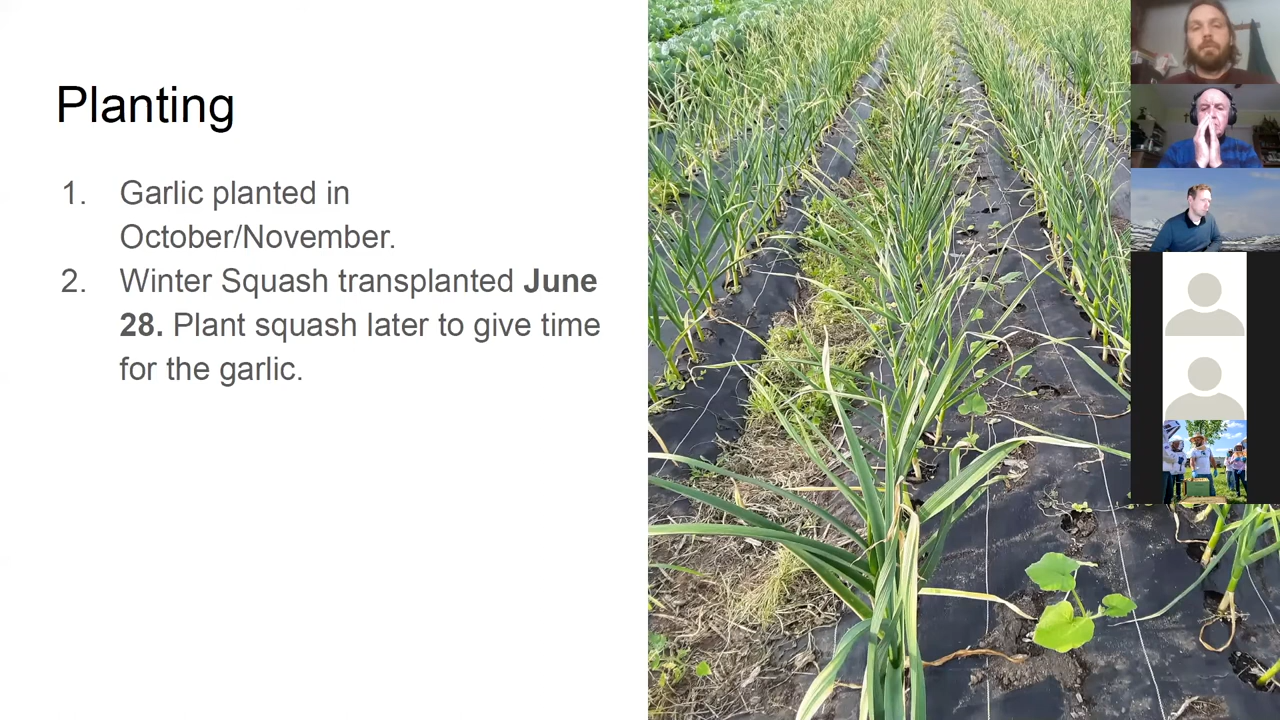 Planting
1. Garlic planted in
October/November.
2. Winter Squash transplanted June
28. Plant squash later to give time
for the garlic.